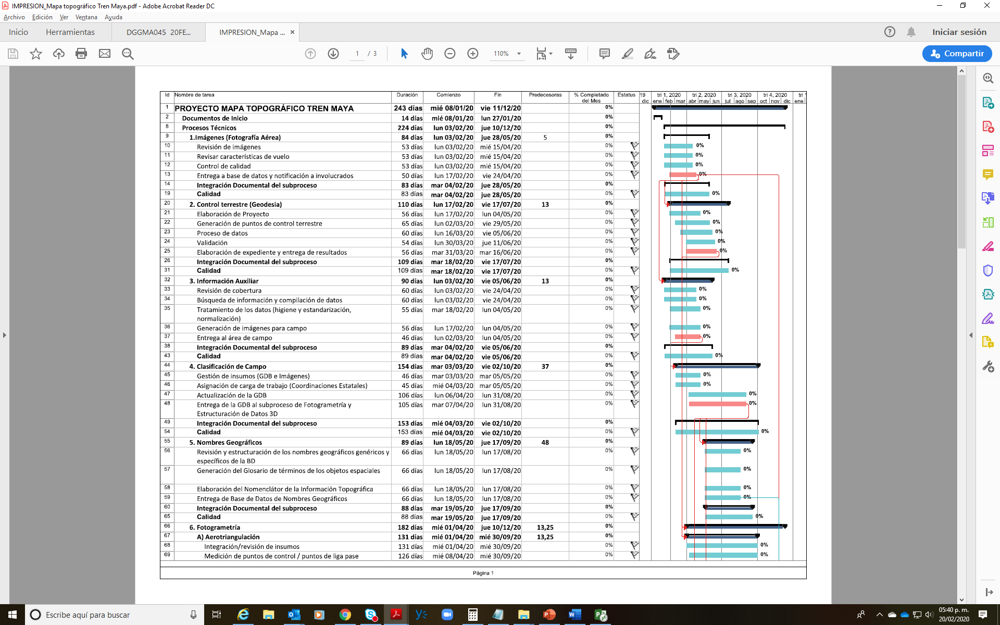 IMPRESION_Mapa topográfico Tren Maya.pdf - Adobe Acrobat Reader DC
Archivo Edición Ver Ventana Ayuda
Inicio Herramientas DGGMA045 20FE... IMPRESION_Mapa ... × Iniciar sesión
1 / 3 110% Compartir
Id Nombre de tarea Duración Comienzo Fin Predecesoras % Completado del Mes Estatus 19 tri 1, 2020 tri 2, 2020 tri 3, 2020 tri 4, 2020 tri 1
dic ene feb mar abr may jun jul ago sep oct nov dic ene
1 PROYECTO MAPA TOPOGRÁFICO TREN MAYA 243 días mié 08/01/20 vie 11/12/20 0%
2 Documentos de Inicio 14 días mié 08/01/20 lun 27/01/20 0%
8 Procesos Técnicos 224 días lun 03/02/20 jue 10/12/20 0%
9 1.Imágenes (Fotografía Aérea) 84 días lun 03/02/20 jue 28/05/20 5 0%
10 Revisión de imágenes 53 días lun 03/02/20 mié 15/04/20 0% 0%
11 Revisar características de vuelo 53 días lun 03/02/20 mié 15/04/20 0% 0%
12 Control de calidad 53 días lun 03/02/20 mié 15/04/20 0% 0%
13 Entrega a base de datos y notificación a involucrados 50 días lun 17/02/20 vie 24/04/20 0% 0%
14 Integración Documental del subproceso 83 días mar 04/02/20 jue 28/05/20 0%
19 Calidad 83 días mar 04/02/20 jue 28/05/20 0% 0%
20 2. Control terrestre (Geodesia) 110 días lun 17/02/20 vie 17/07/20 13 0%
21 Elaboración de Proyecto 56 días lun 17/02/20 lun 04/05/20 0% 0%
22 Generación de puntos de control terrestre 65 días lun 02/03/20 vie 29/05/20 0% 0%
23 Proceso de datos 60 días lun 16/03/20 vie 05/06/20 0% 0%
24 Validación 54 días lun 30/03/20 jue 11/06/20 0% 0%
25 Elaboración de expediente y entrega de resultados 56 días mar 31/03/20 mar 16/06/20 0% 0%
26 Integración Documental del subproceso 109 días mar 18/02/20 vie 17/07/20 0%
31 Calidad 109 días mar 18/02/20 vie 17/07/20 0% 0%
32 3. Información Auxiliar 90 días lun 03/02/20 vie 05/06/20 13 0%
33 Revisión de cobertura 60 días lun 03/02/20 vie 24/04/20 0% 0%
34 Búsqueda de información y compilación de datos 60 días lun 03/02/20 vie 24/04/20 0% 0%
35 Tratamiento de los datos (higiene y estandarización, 55 días mar 18/02/20 lun 04/05/20 0% 0%
normalización)
36 Generación de imágenes para campo 56 días lun 17/02/20 lun 04/05/20 0% 0%
37 Entrega al área de campo 46 días lun 02/03/20 lun 04/05/20 0% 0%
38 Integración Documental del subproceso 89 días mar 04/02/20 vie 05/06/20 0%
43 Calidad 89 días mar 04/02/20 vie 05/06/20 0% 0%
44 4. Clasificación de Campo 154 días mar 03/03/20 vie 02/10/20 37 0%
45 Gestión de insumos (GDB e Imágenes) 46 días mar 03/03/20 mar 05/05/20 0% 0%
46 Asignación de carga de trabajo (Coordinaciones Estatales) 45 días mié 04/03/20 mar 05/05/20 0% 0%
47 Actualización de la GDB 106 días lun 06/04/20 lun 31/08/20 0% 0%
48 Entrega de la GDB al subproceso de Fotogrametría y 105 días mar 07/04/20 lun 31/08/20 0% 0%
Estructuración de Datos 3D
49 Integración Documental del subproceso 153 días mié 04/03/20 vie 02/10/20 0%
54 Calidad 153 días mié 04/03/20 vie 02/10/20 0% 0%
55 5. Nombres Geográficos 89 días lun 18/05/20 jue 17/09/20 48 0%
56 Revisión y estructuración de los nombres geográficos genéricos y 66 días lun 18/05/20 lun 17/08/20 0% 0%
específicos de la BD
57 Generación del Glosario de términos de los objetos espaciales 66 días lun 18/05/20 lun 17/08/20 0% 0%
58 Elaboración del Nomenclátor de la Información Topográfica 66 días lun 18/05/20 lun 17/08/20 0% 0%
59 Entrega de Base de Datos de Nombres Geográficos 66 días lun 18/05/20 lun 17/08/20 0% 0%
60 Integración Documental del subproceso 88 días mar 19/05/20 jue 17/09/20 0%
65 Calidad 88 días mar 19/05/20 jue 17/09/20 0% 0%
66 6. Fotogrametría 182 días mié 01/04/20 jue 10/12/20 13,25 0%
67 A) Aerotriangulación 131 días mié 01/04/20 mié 30/09/20 13,25 0%
68 Integración/revisión de insumos 131 días mié 01/04/20 mié 30/09/20 0% 0%
69 Medición de puntos de control / puntos de liga pase 126 días mié 08/04/20 mié 30/09/20 0% 0%
Página 1
Escribe aquí para buscar
05:40 p. m.
20/02/2020